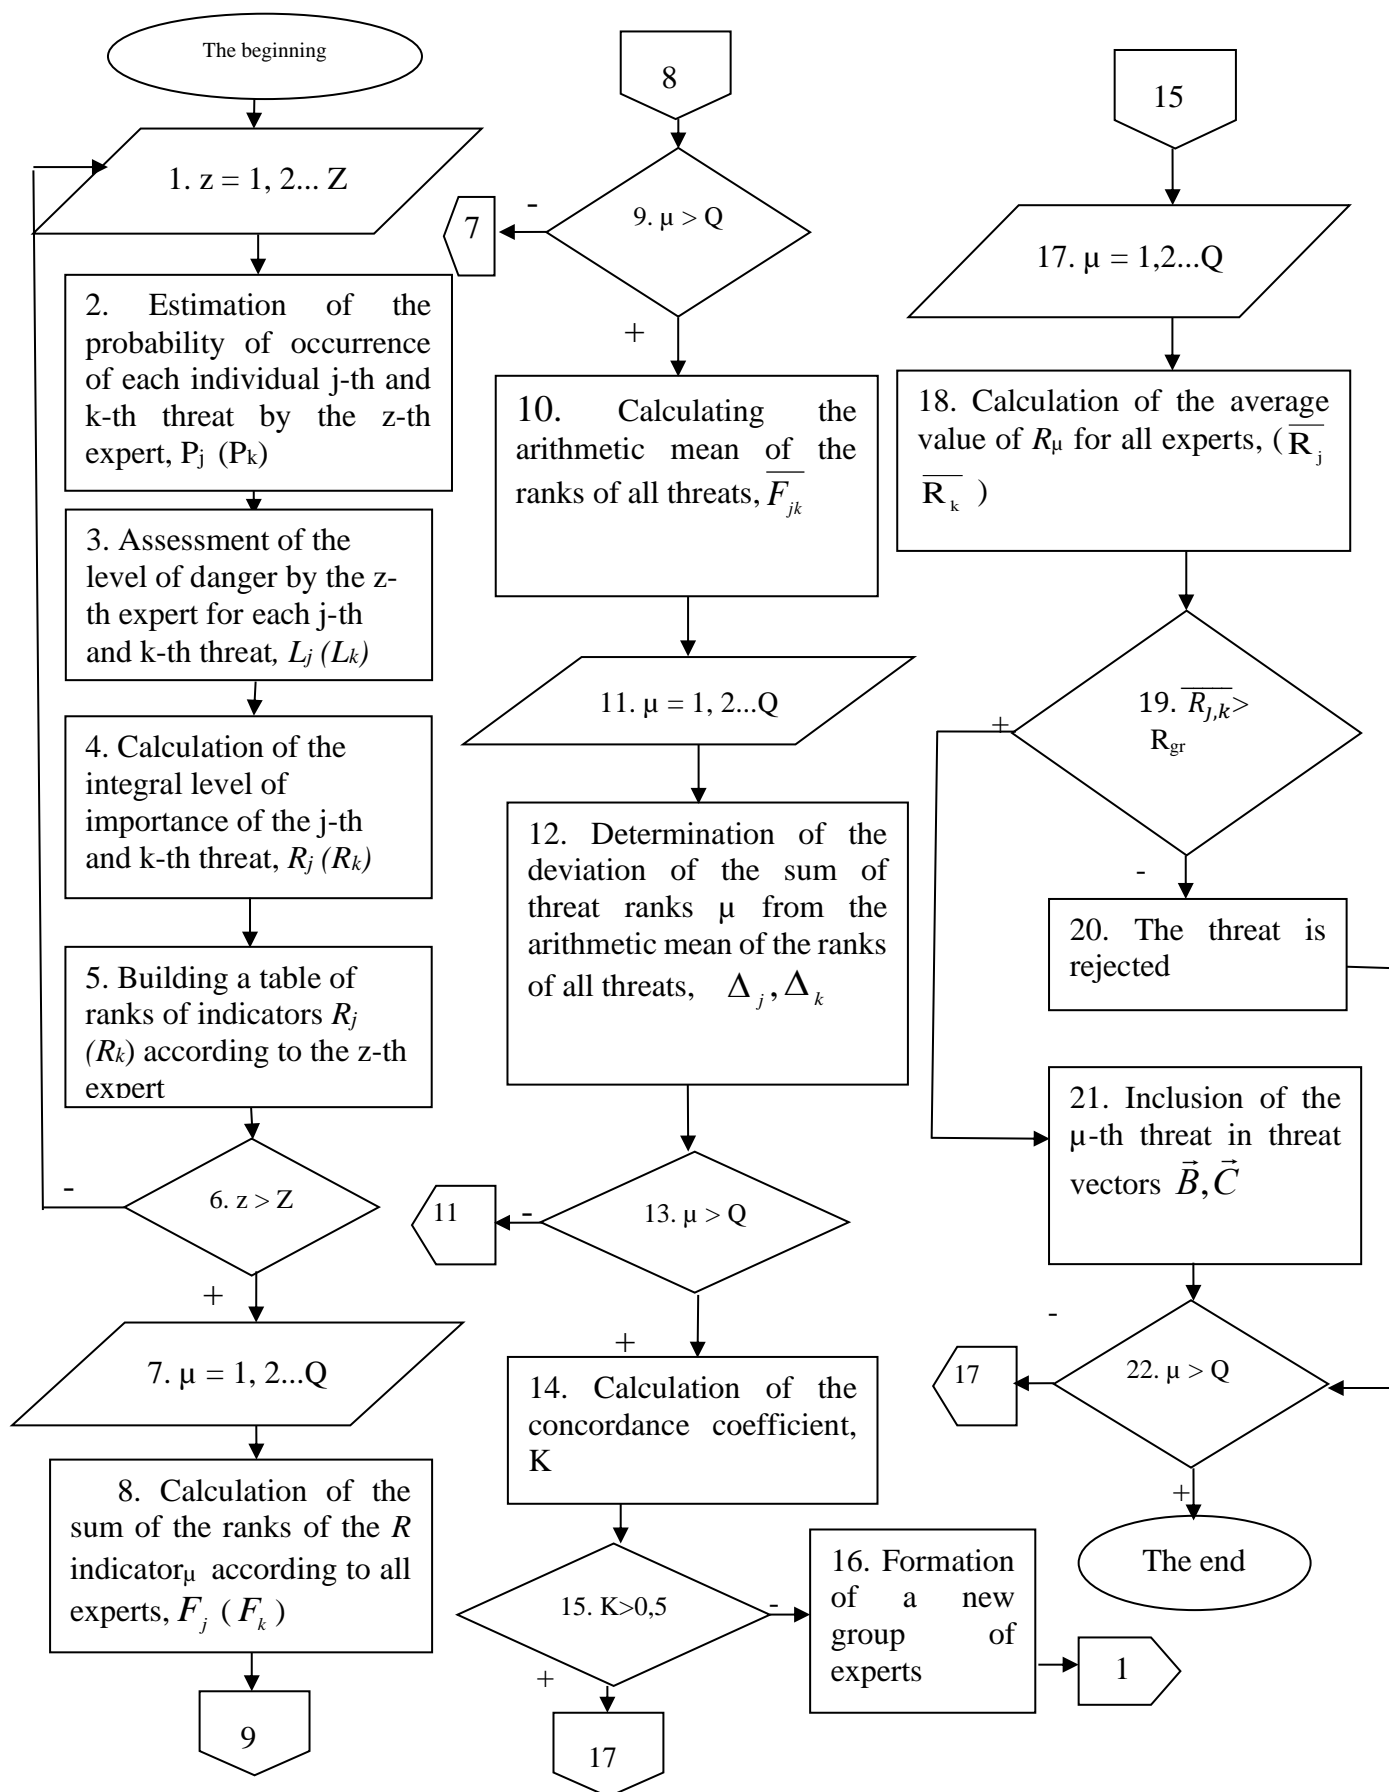 The beginning
1. z = 1, 2... Z
2. Estimation of the
probability of occurrence
of each individual j-th and
k-th threat by the z-th
expert, Pj (Pk)
3. Assessment of the
level of danger by the z-
th expert for each j-th
and k-th threat, Lj (Lk)
4. Calculation of the
integral level of
importance of the j-th
and k-th threat, Rj (Rk)
5. Building a table of
ranks of indicators Rj
(Rk) according to the z-th
expert
-
6. z > Z
+
7. µ = 1, 2...Q
8. Calculation of the
sum of the ranks of the R
indicatorµ according to all
experts, Fj ( Fk )
9
8
-
7
9. µ > Q
+
10. Calculating the
arithmetic mean of the
ranks of all threats, F̅jk
11. µ = 1, 2...Q
12. Determination of the
deviation of the sum of
threat ranks µ from the
arithmetic mean of the ranks
of all threats, Δj, Δk
11
-
13. µ > Q
+
14. Calculation of the
concordance coefficient,
K
15. K>0,5
-
+
17
16. Formation
of a new
group of
experts
1
15
17. µ = 1,2...Q
18. Calculation of the average
value of Rµ for all experts, ( R̅j
R̅k )
+
19. R̅j,k>
Rgr
-
20. The threat is
rejected
21. Inclusion of the
µ-th threat in threat
vectors B⃗, C⃗
-
17
22. µ > Q
+
The end